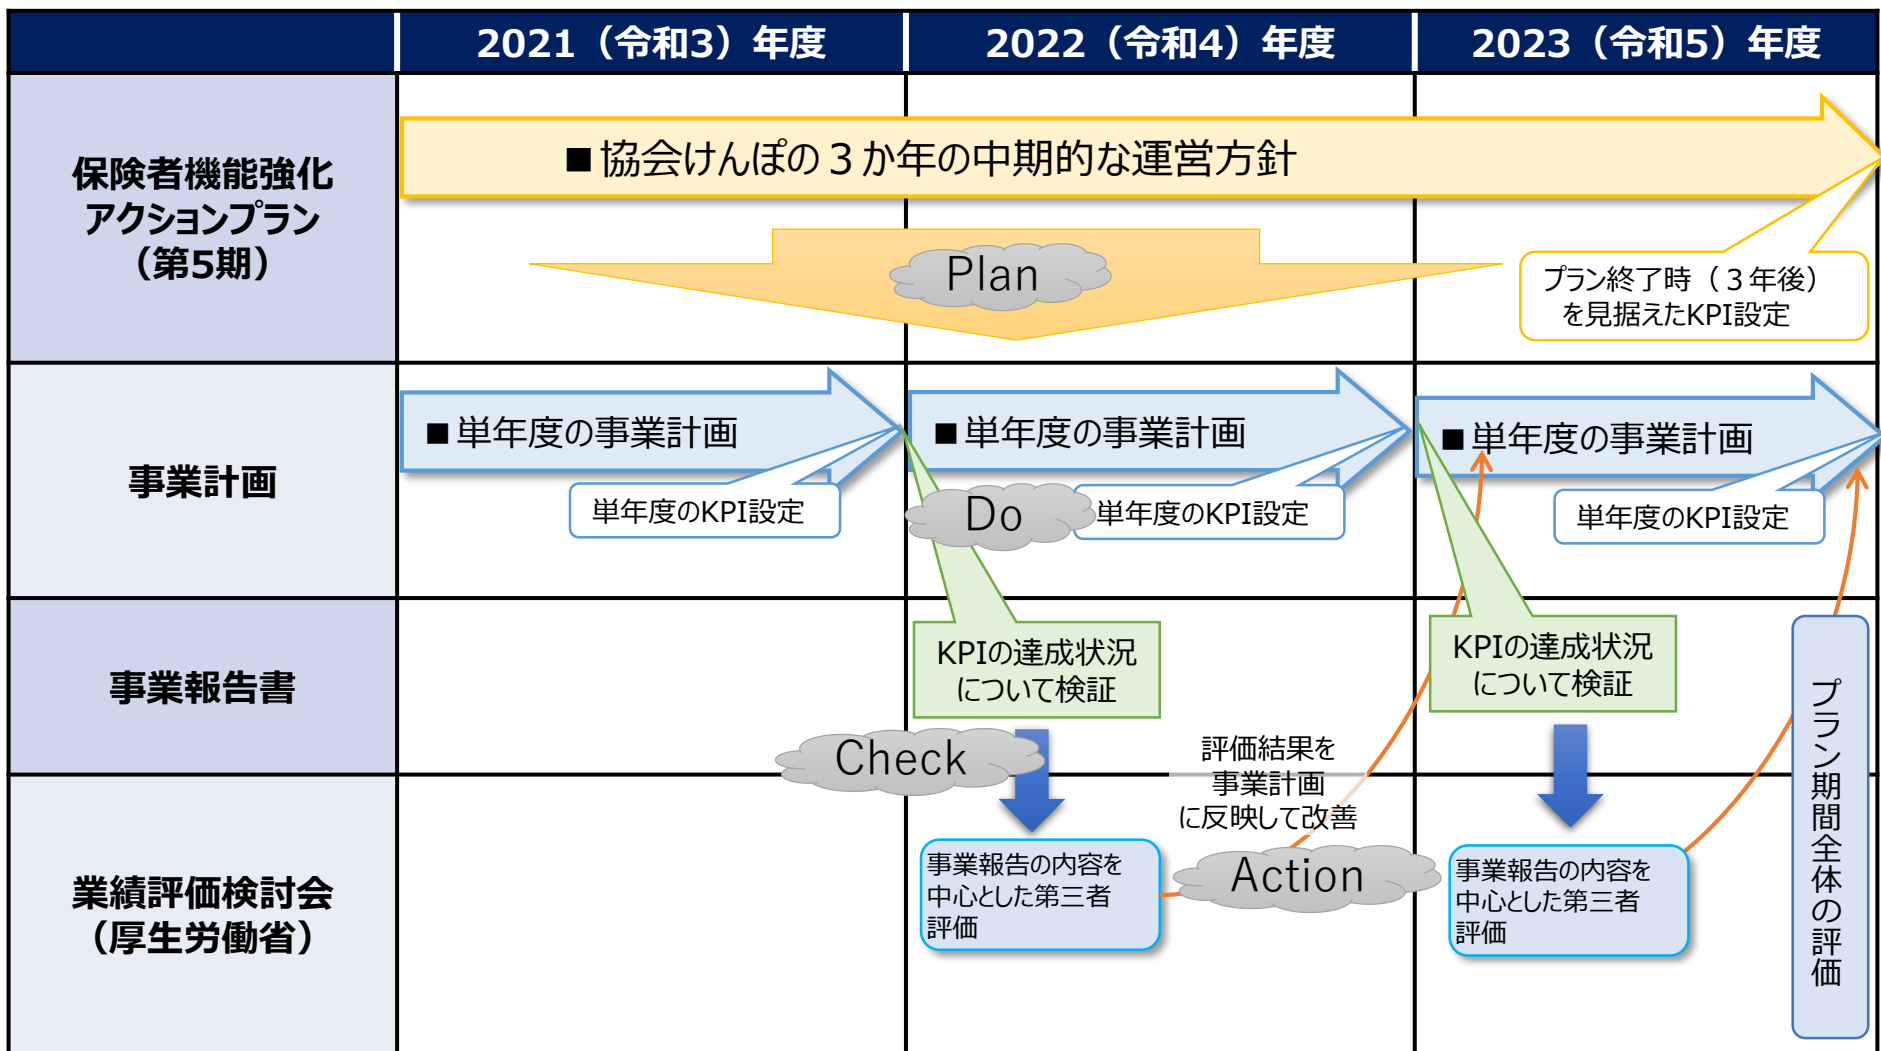 2021（令和3）年度
2022（令和4）年度
2023（令和5）年度
保険者機能強化
アクションプラン
（第5期）
■協会けんぽの３か年の中期的な運営方針
Plan
プラン終了時（３年後）
を見据えたKPI設定
事業計画
■単年度の事業計画
単年度のKPI設定
■単年度の事業計画
Do
単年度のKPI設定
■単年度の事業計画
単年度のKPI設定
事業報告書
KPIの達成状況
について検証
KPIの達成状況
について検証
Check
評価結果を
事業計画
に反映して改善
業績評価検討会
（厚生労働省）
事業報告の内容を
中心とした第三者
評価
Action
事業報告の内容を
中心とした第三者
評価
プラン期間全体の評価